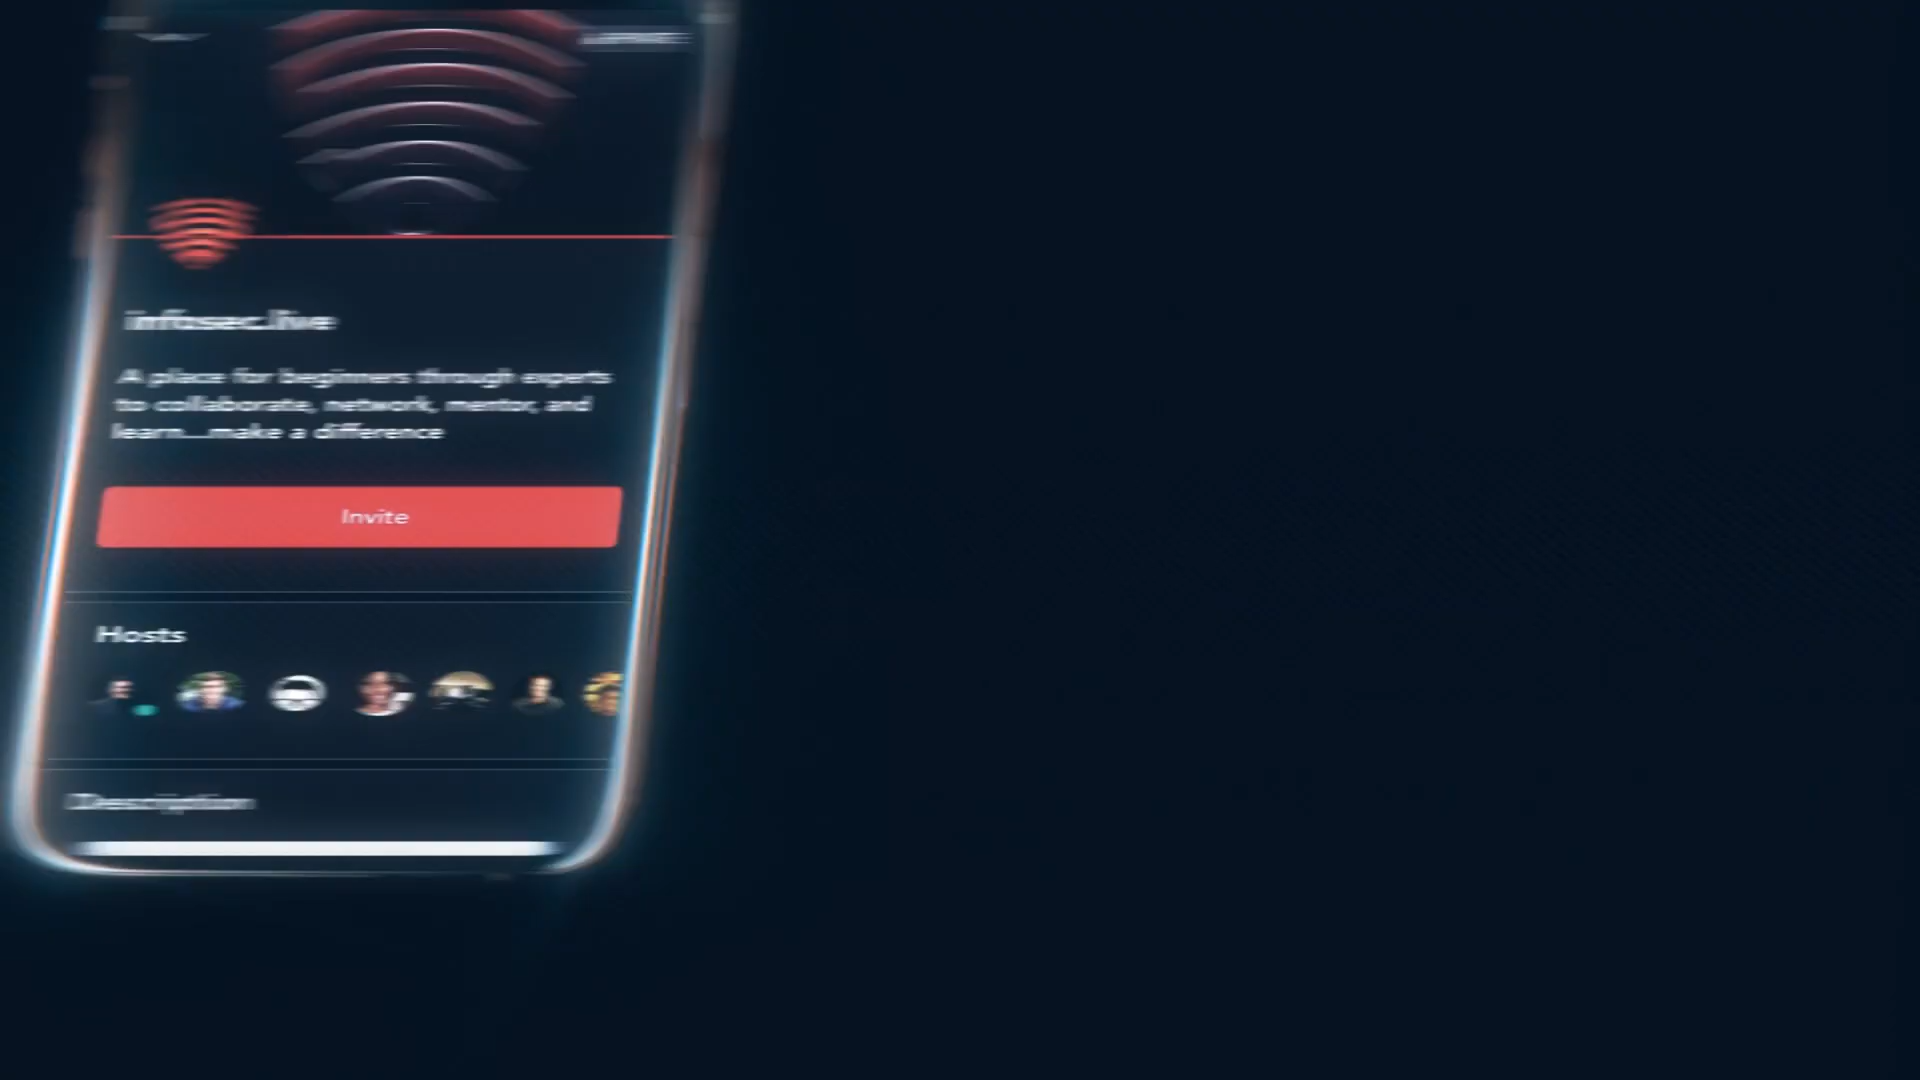 infosec.live
A place for beginners through experts
to collaborate, network, mentor, and
learn...make a difference
Invite
Hosts
Description